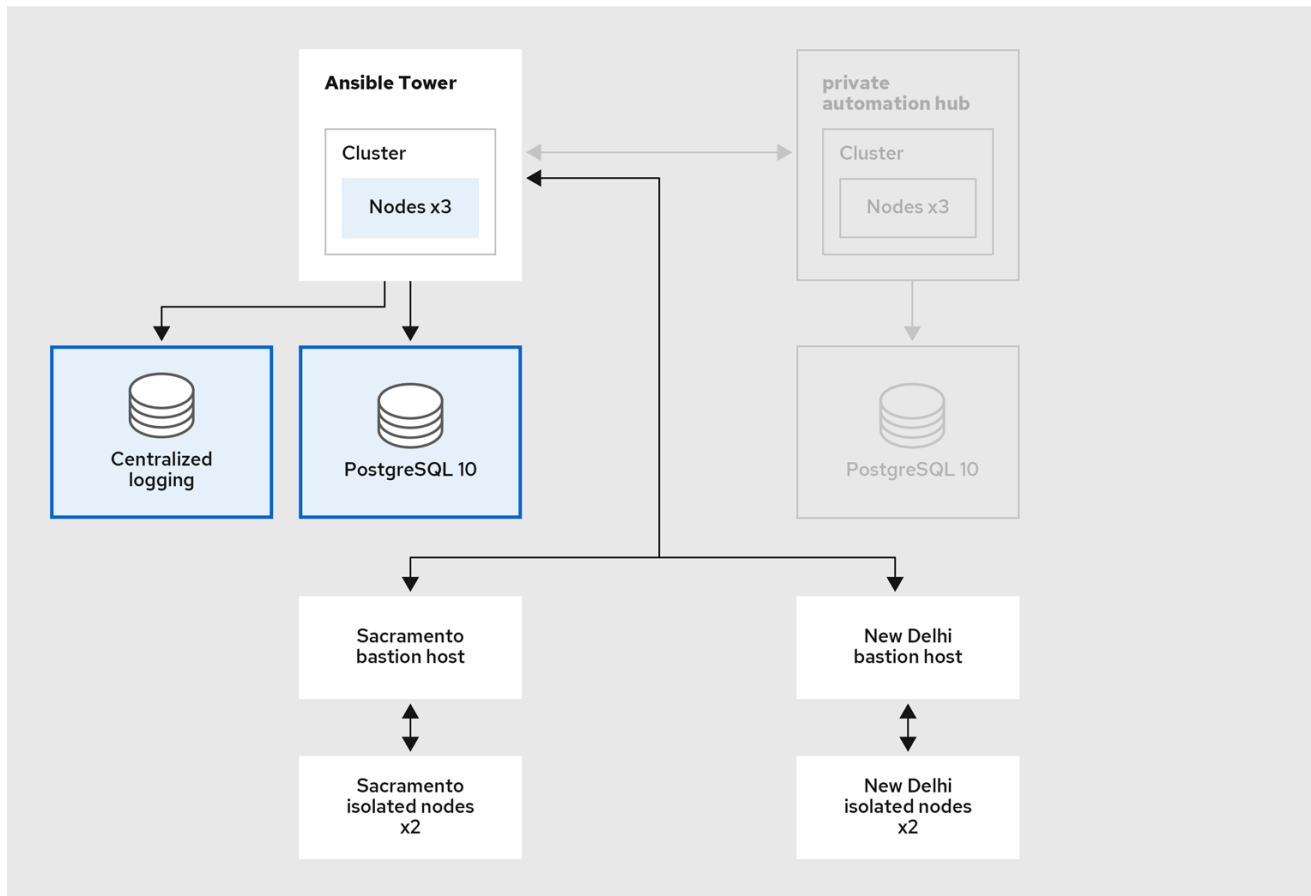 Ansible Tower
Cluster
Nodes x3
private
automation hub
Cluster
Nodes x3
Centralized
logging
PostgreSQL 10
PostgreSQL 10
Sacramento
bastion host
New Delhi
bastion host
Sacramento
isolated nodes
x2
New Delhi
isolated nodes
x2